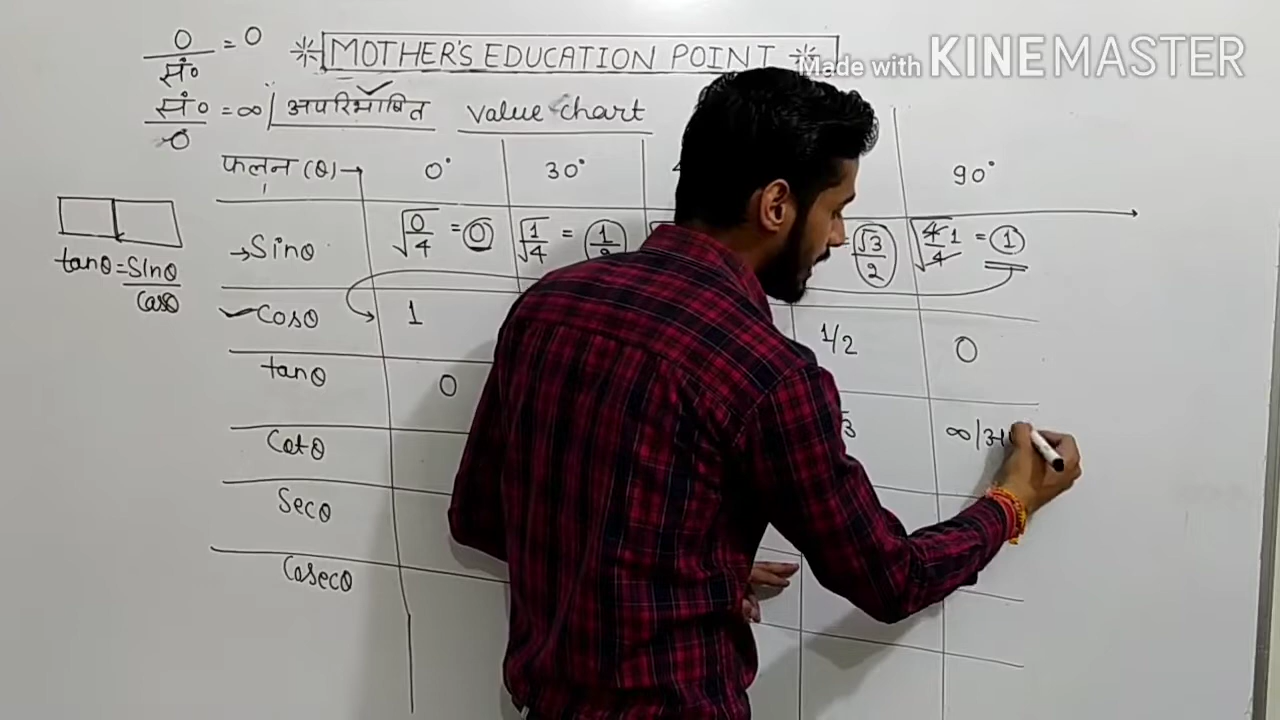 0/सं० = 0
✳ MOTHER'S EDUCATION POINT ✳
Made with KINEMASTER
सं०/0 = ∞ | अपरिभाषित
value chart
फलन (θ) → 0° 30° 90°
→ Sinθ √0/4 = 0 √1/4 = = √3/2 √4/4 1 = 1
tanθ = Sinθ/Cosθ
Cosθ 1 1/2 0
tanθ 0 ∞/
Cotθ
Secθ
Cosecθ